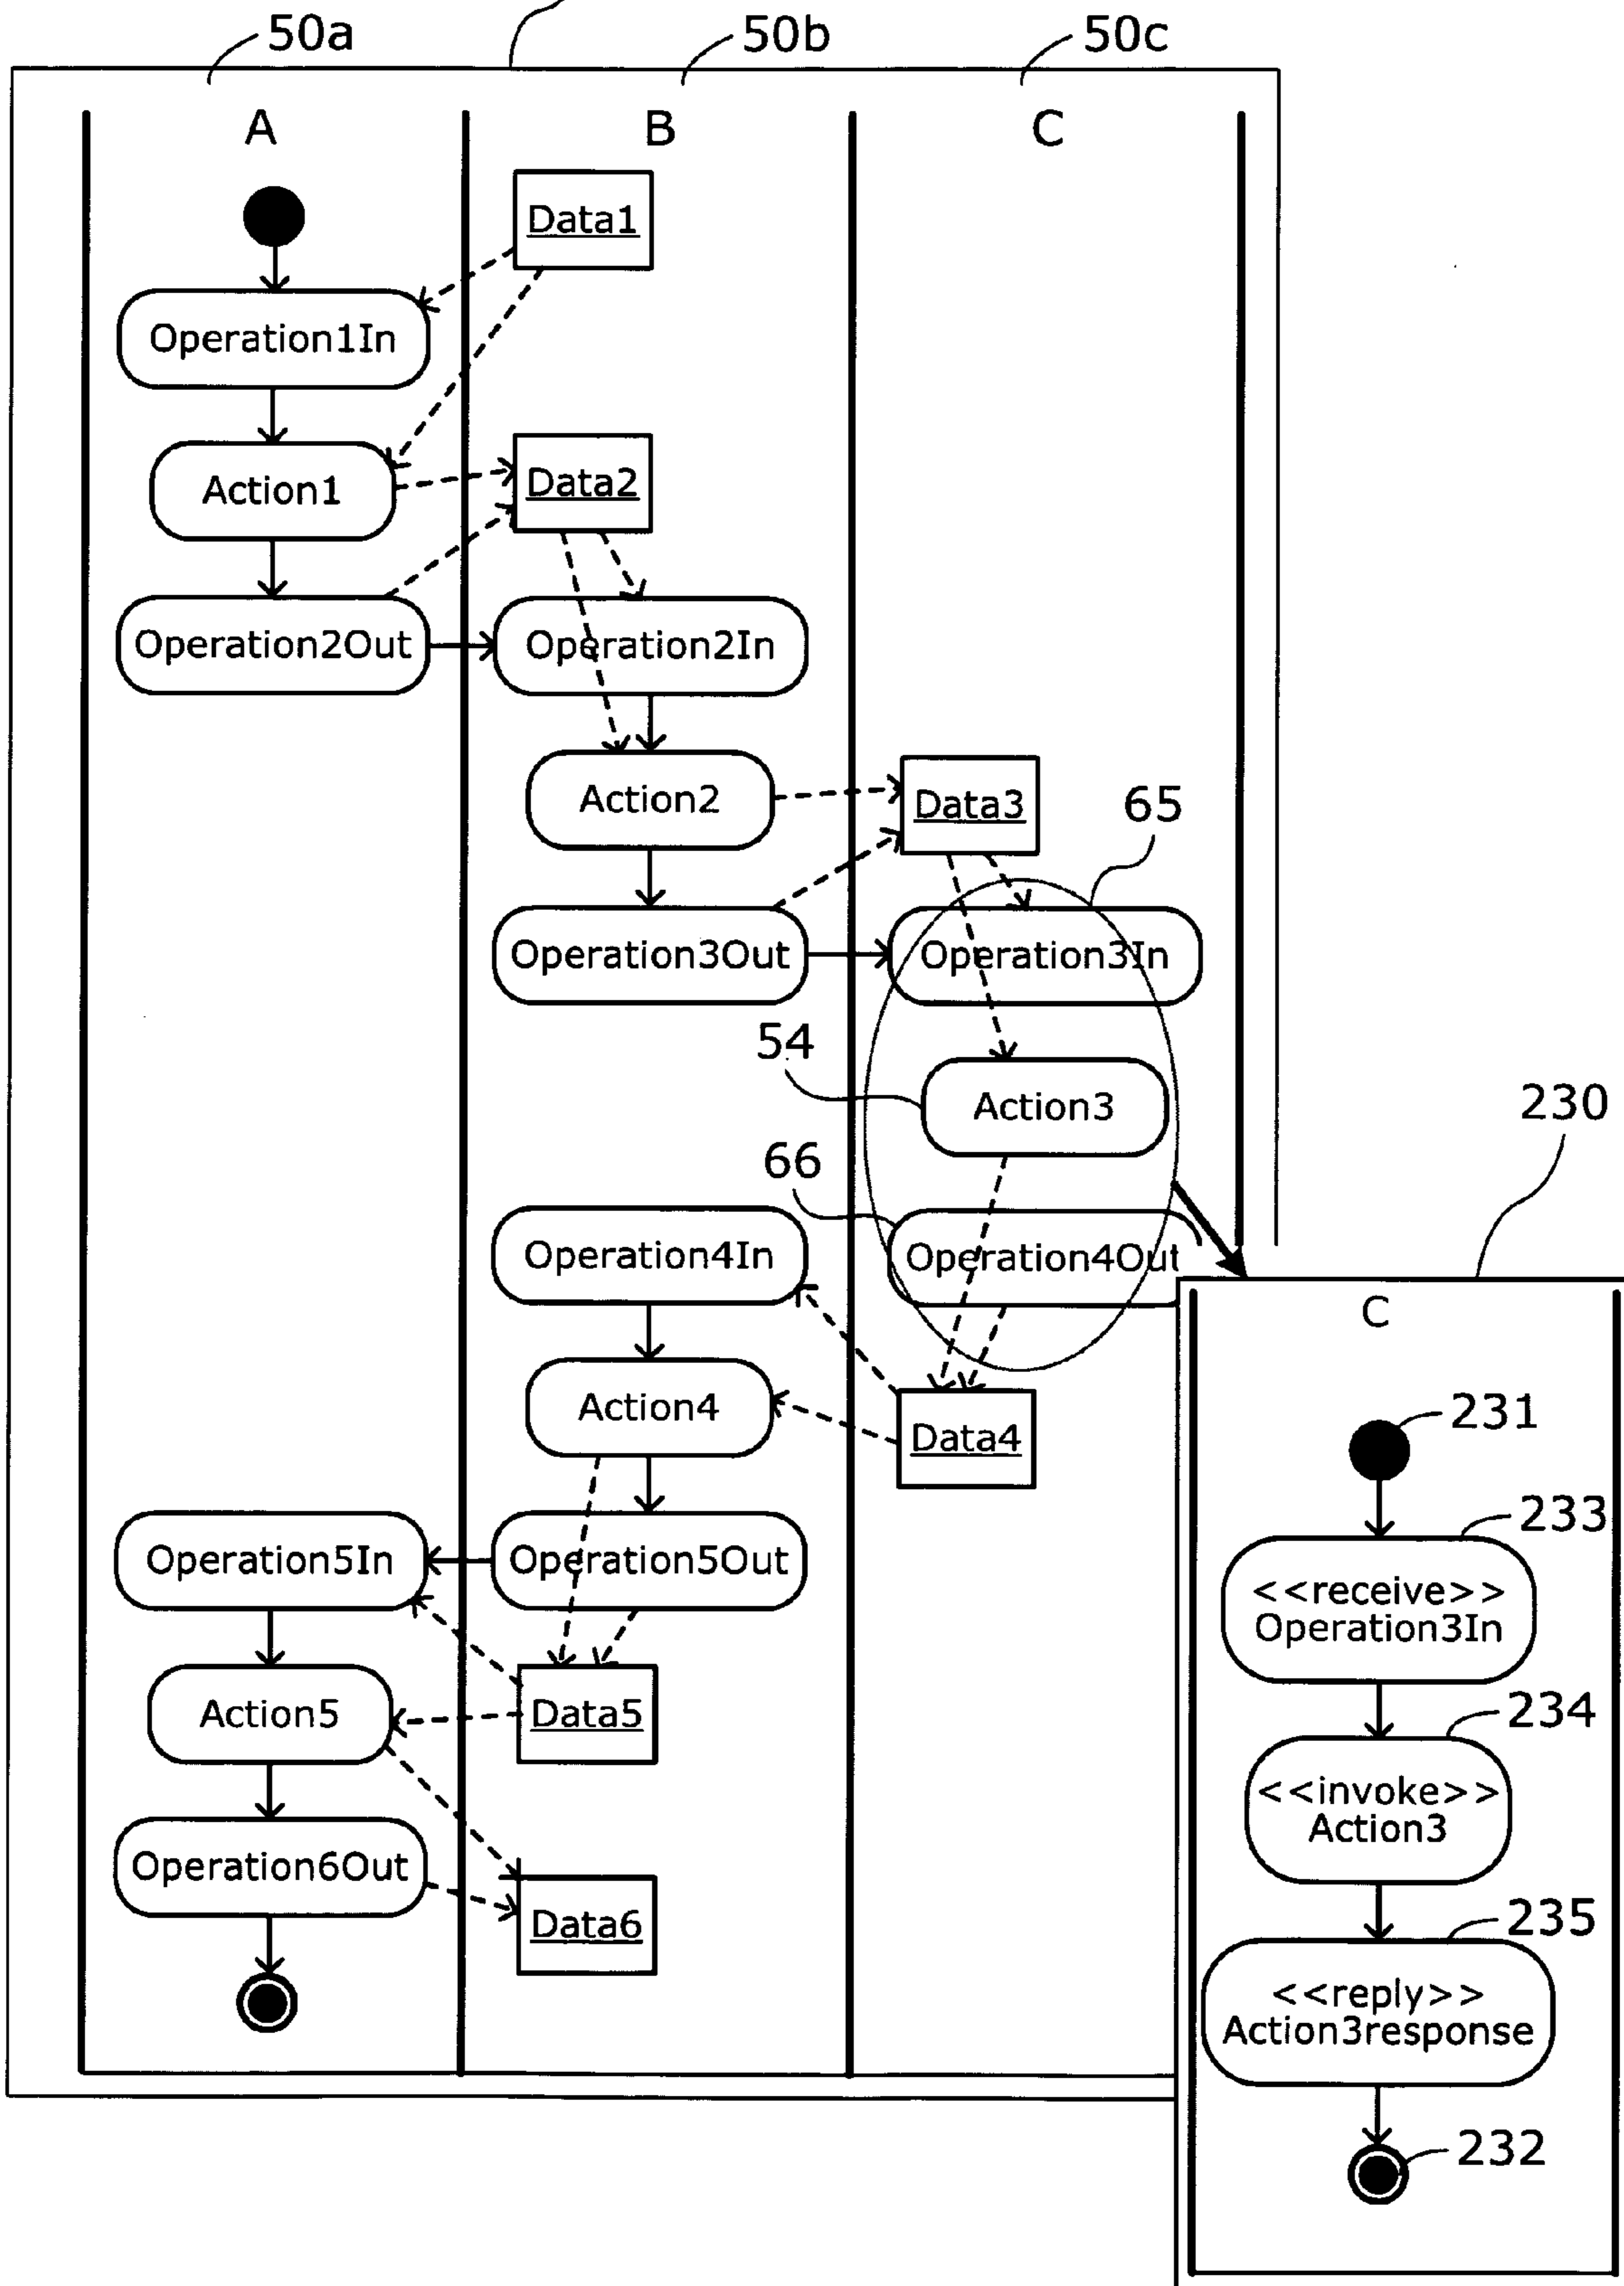 50a
50b
50c
A
B
C
Data1
Operation1In
Action1
Data2
Operation2Out
Operation2In
Action2
Data3
65
Operation3Out
Operation3In
54
Action3
230
66
Operation4In
Operation4Out
C
Action4
Data4
231
Operation5In
Operation5Out
233
<<receive>>
Operation3In
Action5
Data5
234
<<invoke>>
Action3
Operation6Out
Data6
235
<<reply>>
Action3response
232